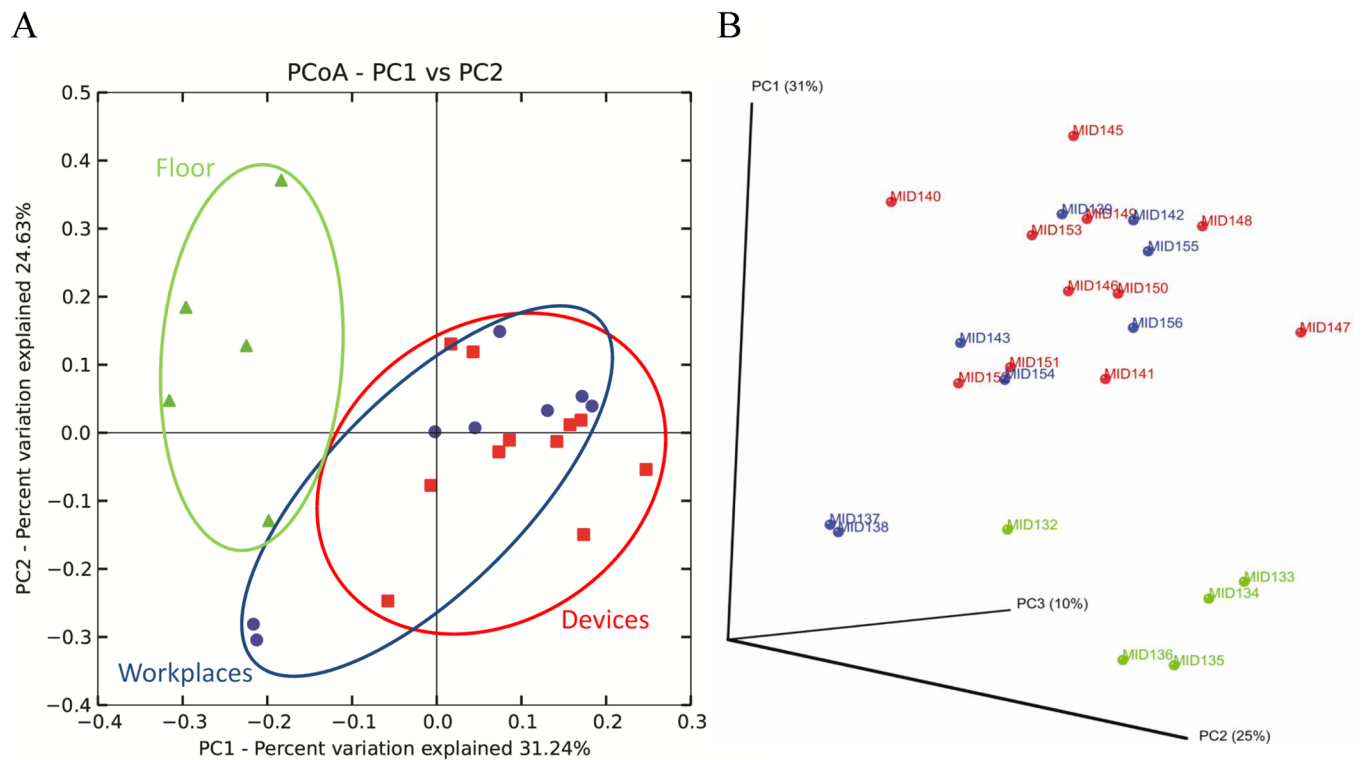 A
PCoA - PC1 vs PC2
0.5
0.4
0.3
0.2
0.1
0.0
−0.1
−0.2
−0.3
−0.4
PC2 - Percent variation explained 24.63%
Floor
Devices
Workplaces
−0.4 −0.3 −0.2 −0.1 0.0 0.1 0.2 0.3
PC1 - Percent variation explained 31.24%
B
PC1 (31%)
MID145
MID140
MID139
MID149
MID142
MID148
MID153
MID155
MID146
MID150
MID156
MID147
MID143
MID151
MID154
MID141
MID137
MID138
MID132
MID133
MID134
PC3 (10%)
MID136
MID135
PC2 (25%)